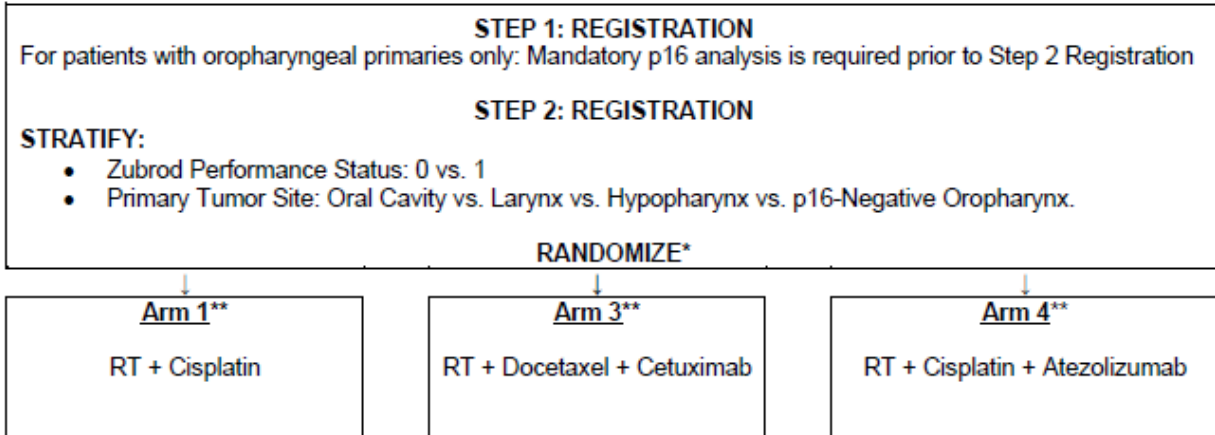 STEP 1: REGISTRATION
For patients with oropharyngeal primaries only: Mandatory p16 analysis is required prior to Step 2 Registration
STEP 2: REGISTRATION
STRATIFY:
• Zubrod Performance Status: 0 vs. 1
• Primary Tumor Site: Oral Cavity vs. Larynx vs. Hypopharynx vs. p16-Negative Oropharynx.
RANDOMIZE*
↓ ↓ ↓
Arm 1** Arm 3** Arm 4**
RT + Cisplatin RT + Docetaxel + Cetuximab RT + Cisplatin + Atezolizumab